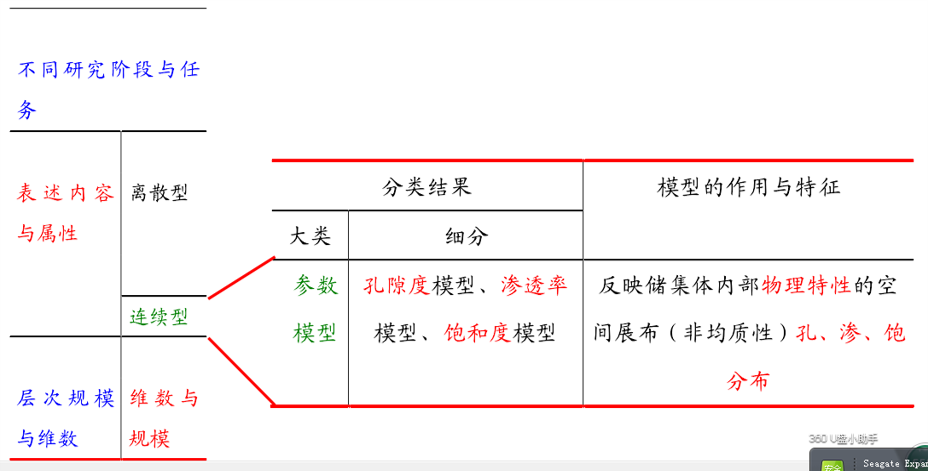 不同研究阶段与任
务
表述内容
与属性
离散型
连续型
层次规模
与维数
维数与
规模
分类结果
模型的作用与特征
大类
细分
参数
模型
孔隙度模型、渗透率
模型、饱和度模型
反映储集体内部物理特性的空
间展布（非均质性）孔、渗、饱
分布
360 U盘小助手
安全
Seagate Expan